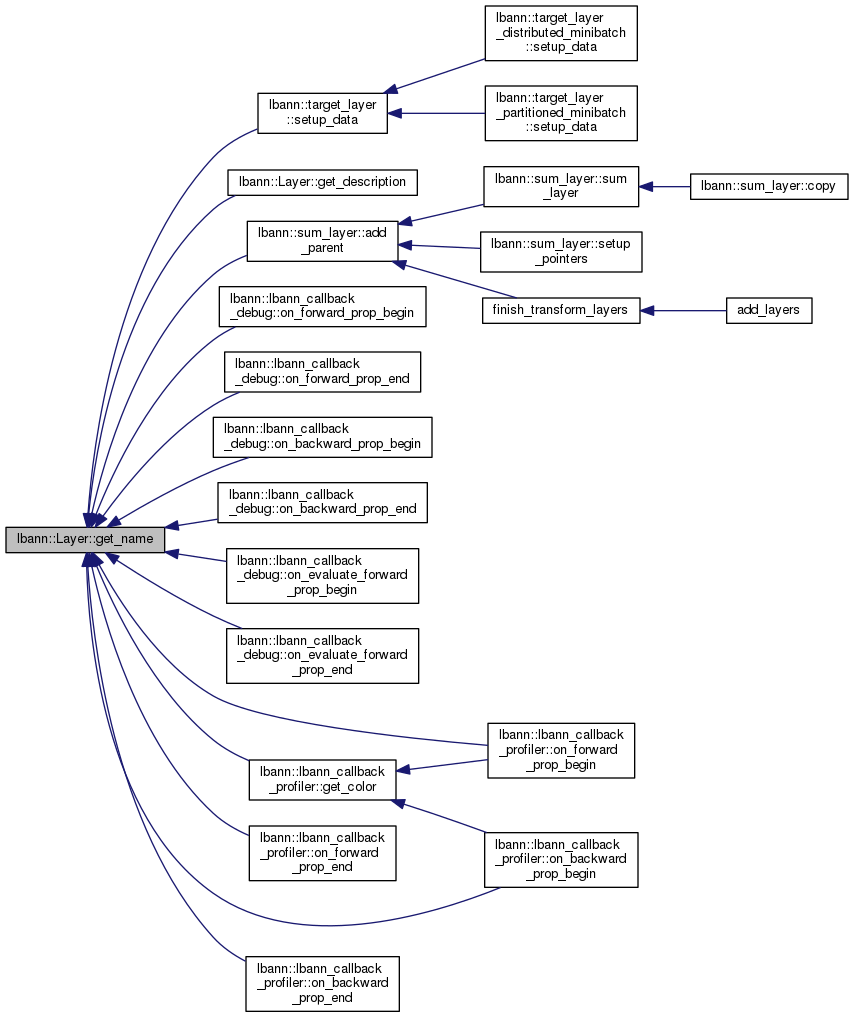 lbann::target_layer
_distributed_minibatch
::setup_data
lbann::target_layer
::setup_data
lbann::target_layer
_partitioned_minibatch
::setup_data
lbann::Layer::get_description
lbann::sum_layer::sum
_layer
lbann::sum_layer::copy
lbann::sum_layer::add
_parent
lbann::sum_layer::setup
_pointers
lbann::lbann_callback
_debug::on_forward_prop_begin
finish_transform_layers
add_layers
lbann::lbann_callback
_debug::on_forward_prop_end
lbann::lbann_callback
_debug::on_backward_prop_begin
lbann::lbann_callback
_debug::on_backward_prop_end
lbann::Layer::get_name
lbann::lbann_callback
_debug::on_evaluate_forward
_prop_begin
lbann::lbann_callback
_debug::on_evaluate_forward
_prop_end
lbann::lbann_callback
_profiler::on_forward
_prop_begin
lbann::lbann_callback
_profiler::get_color
lbann::lbann_callback
_profiler::on_forward
_prop_end
lbann::lbann_callback
_profiler::on_backward
_prop_begin
lbann::lbann_callback
_profiler::on_backward
_prop_end